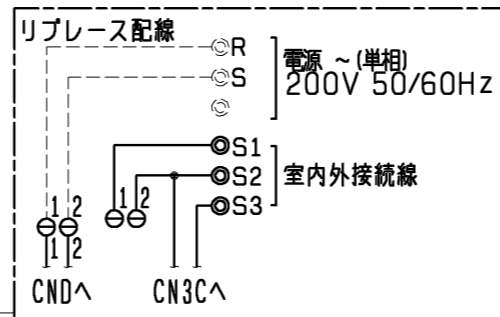 リプレース配線
R
S
電源 ~(単相)
200V 50/60Hz
S1
S2
S3
室内外接続線
1 2
1 2
1 2
CNDへ
CN3Cへ